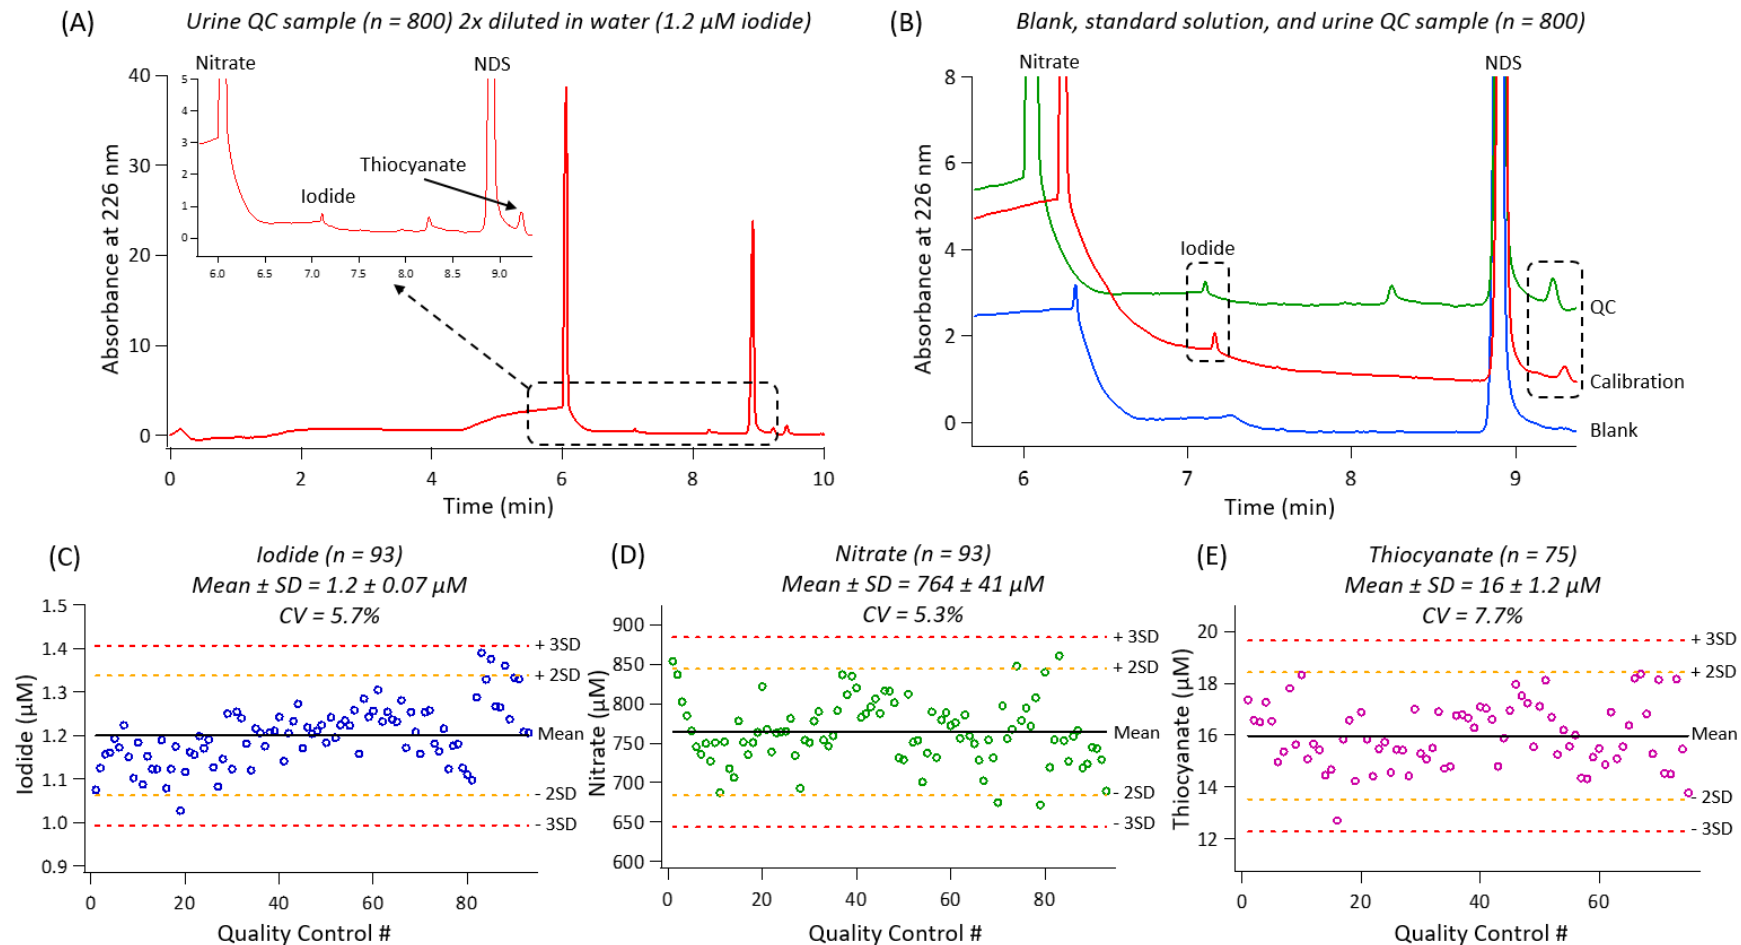 (A)
Urine QC sample (n = 800) 2x diluted in water (1.2 µM iodide)
Absorbance at 226 nm
40
30
20
10
0
0
2
4
6
8
10
Time (min)
Nitrate
NDS
Thiocyanate
Iodide
5
4
3
2
1
0
6.0
6.5
7.0
7.5
8.0
8.5
9.0
(B)
Blank, standard solution, and urine QC sample (n = 800)
Absorbance at 226 nm
8
6
4
2
0
6
7
8
9
Time (min)
Nitrate
NDS
Iodide
QC
Calibration
Blank
(C)
Iodide (n = 93)
Mean ± SD = 1.2 ± 0.07 µM
CV = 5.7%
Iodide (µM)
1.5
1.4
1.3
1.2
1.1
1.0
0.9
+ 3SD
+ 2SD
Mean
- 2SD
- 3SD
0
20
40
60
80
Quality Control #
(D)
Nitrate (n = 93)
Mean ± SD = 764 ± 41 µM
CV = 5.3%
Nitrate (µM)
900
850
800
750
700
650
600
+ 3SD
+ 2SD
Mean
- 2SD
- 3SD
0
20
40
60
80
Quality Control #
(E)
Thiocyanate (n = 75)
Mean ± SD = 16 ± 1.2 µM
CV = 7.7%
Thiocyanate (µM)
20
18
16
14
12
+ 3SD
+ 2SD
Mean
- 2SD
- 3SD
0
20
40
60
Quality Control #